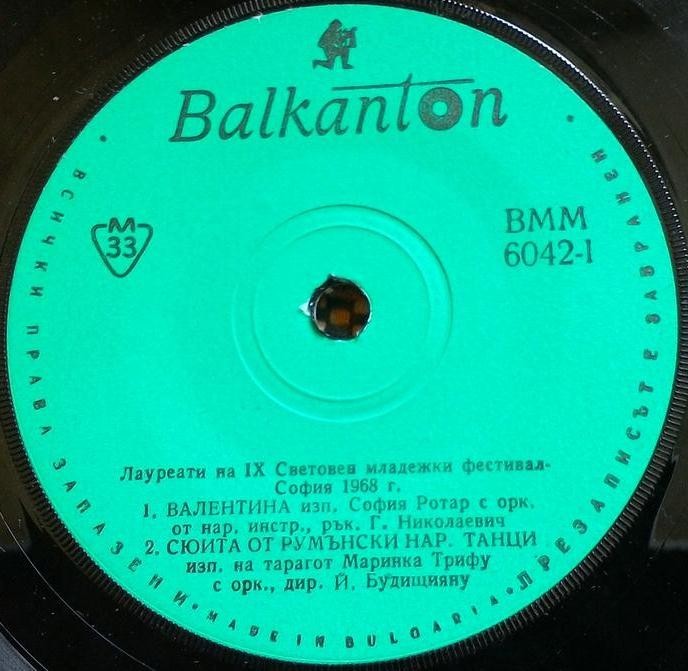 Balkanton
М
33
ВММ
6042-I
Лауреати на IX Световен младежки фестивал-
София 1968 г.
1. ВАЛЕНТИНА изп. София Ротар с орк.
от нар. инстр., рък. Г. Николаевич
2. СЮИТА ОТ РУМЪНСКИ НАР. ТАНЦИ
изп. на тарагот Маринка Трифу
с орк., дир. Й. Будищияну
• ВСИЧКИ ПРАВА ЗАПАЗЕНИ • MADE IN BULGARIA • ПРЕЗАПИСЪТ Е ЗАБРАНЕН •